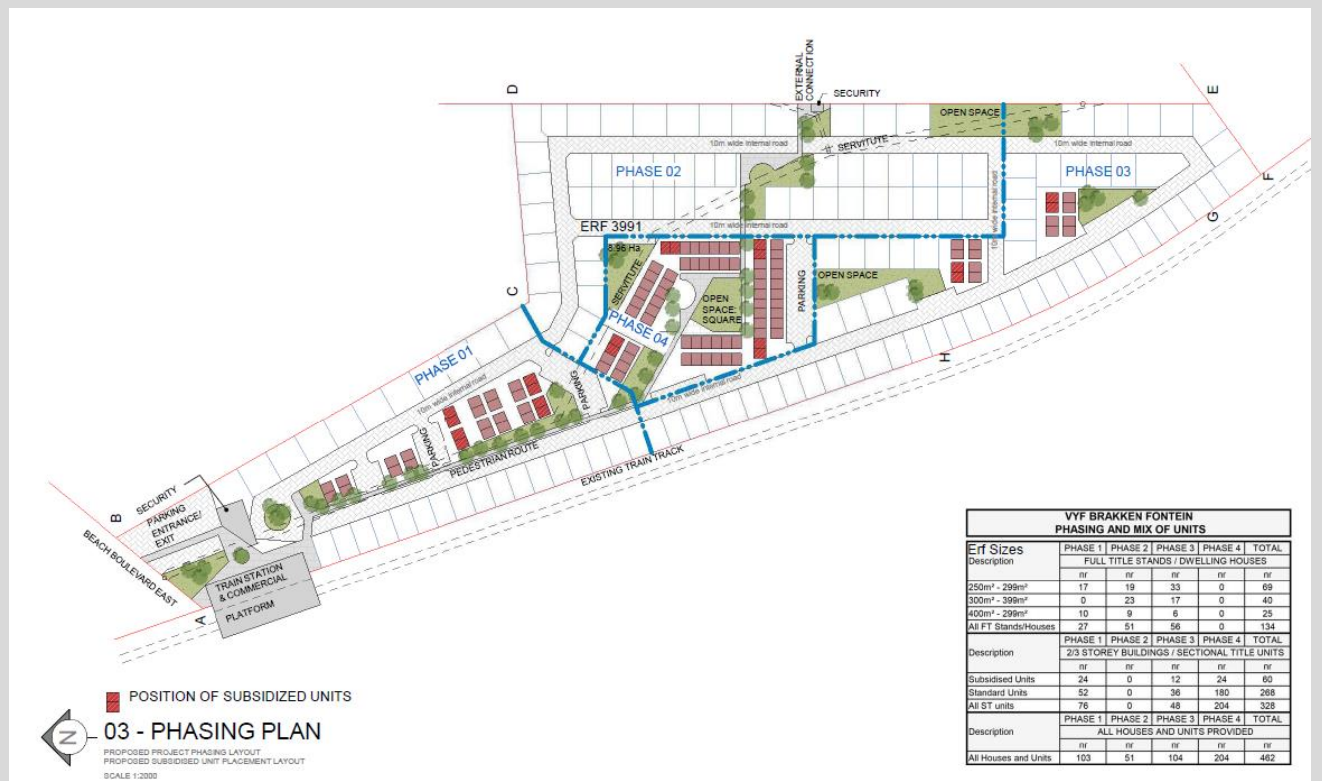 D
EXTERNAL
CONNECTION
SECURITY
E
OPEN SPACE
10m wide internal road
SERVITUTE
10m wide internal road
PHASE 02
PHASE 03
10m wide internal road
F
G
ERF 3991
10m wide internal road
8.96 Ha
10m wide internal road
SERVITUTE
OPEN SPACE
PARKING
OPEN
SPACE:
SQUARE
C
PHASE 04
PHASE 01
H
10m wide internal road
PARKING
10m wide internal road
PARKING
PEDESTRIAN ROUTE
EXISTING TRAIN TRACK
B
SECURITY
PARKING
ENTRANCE/
EXIT
BEACH BOULEVARD EAST
TRAIN STATION
& COMMERCIAL
PLATFORM
A
VYF BRAKKEN FONTEIN
PHASING AND MIX OF UNITS
Erf Sizes PHASE 1 PHASE 2 PHASE 3 PHASE 4 TOTAL
Description FULL TITLE STANDS / DWELLING HOUSES
nr nr nr nr nr
250m² - 299m² 17 19 33 0 69
300m² - 399m² 0 23 17 0 40
400m² - 299m² 10 9 6 0 25
All FT Stands/Houses 27 51 56 0 134
PHASE 1 PHASE 2 PHASE 3 PHASE 4 TOTAL
Description 2/3 STOREY BUILDINGS / SECTIONAL TITLE UNITS
nr nr nr nr nr
Subsidised Units 24 0 12 24 60
Standard Units 52 0 36 180 268
All ST units 76 0 48 204 328
PHASE 1 PHASE 2 PHASE 3 PHASE 4 TOTAL
Description ALL HOUSES AND UNITS PROVIDED
nr nr nr nr nr
All Houses and Units 103 51 104 204 462
POSITION OF SUBSIDIZED UNITS
N
03 - PHASING PLAN
PROPOSED PROJECT PHASING LAYOUT
PROPOSED SUBSIDISED UNIT PLACEMENT LAYOUT
SCALE 1:2000